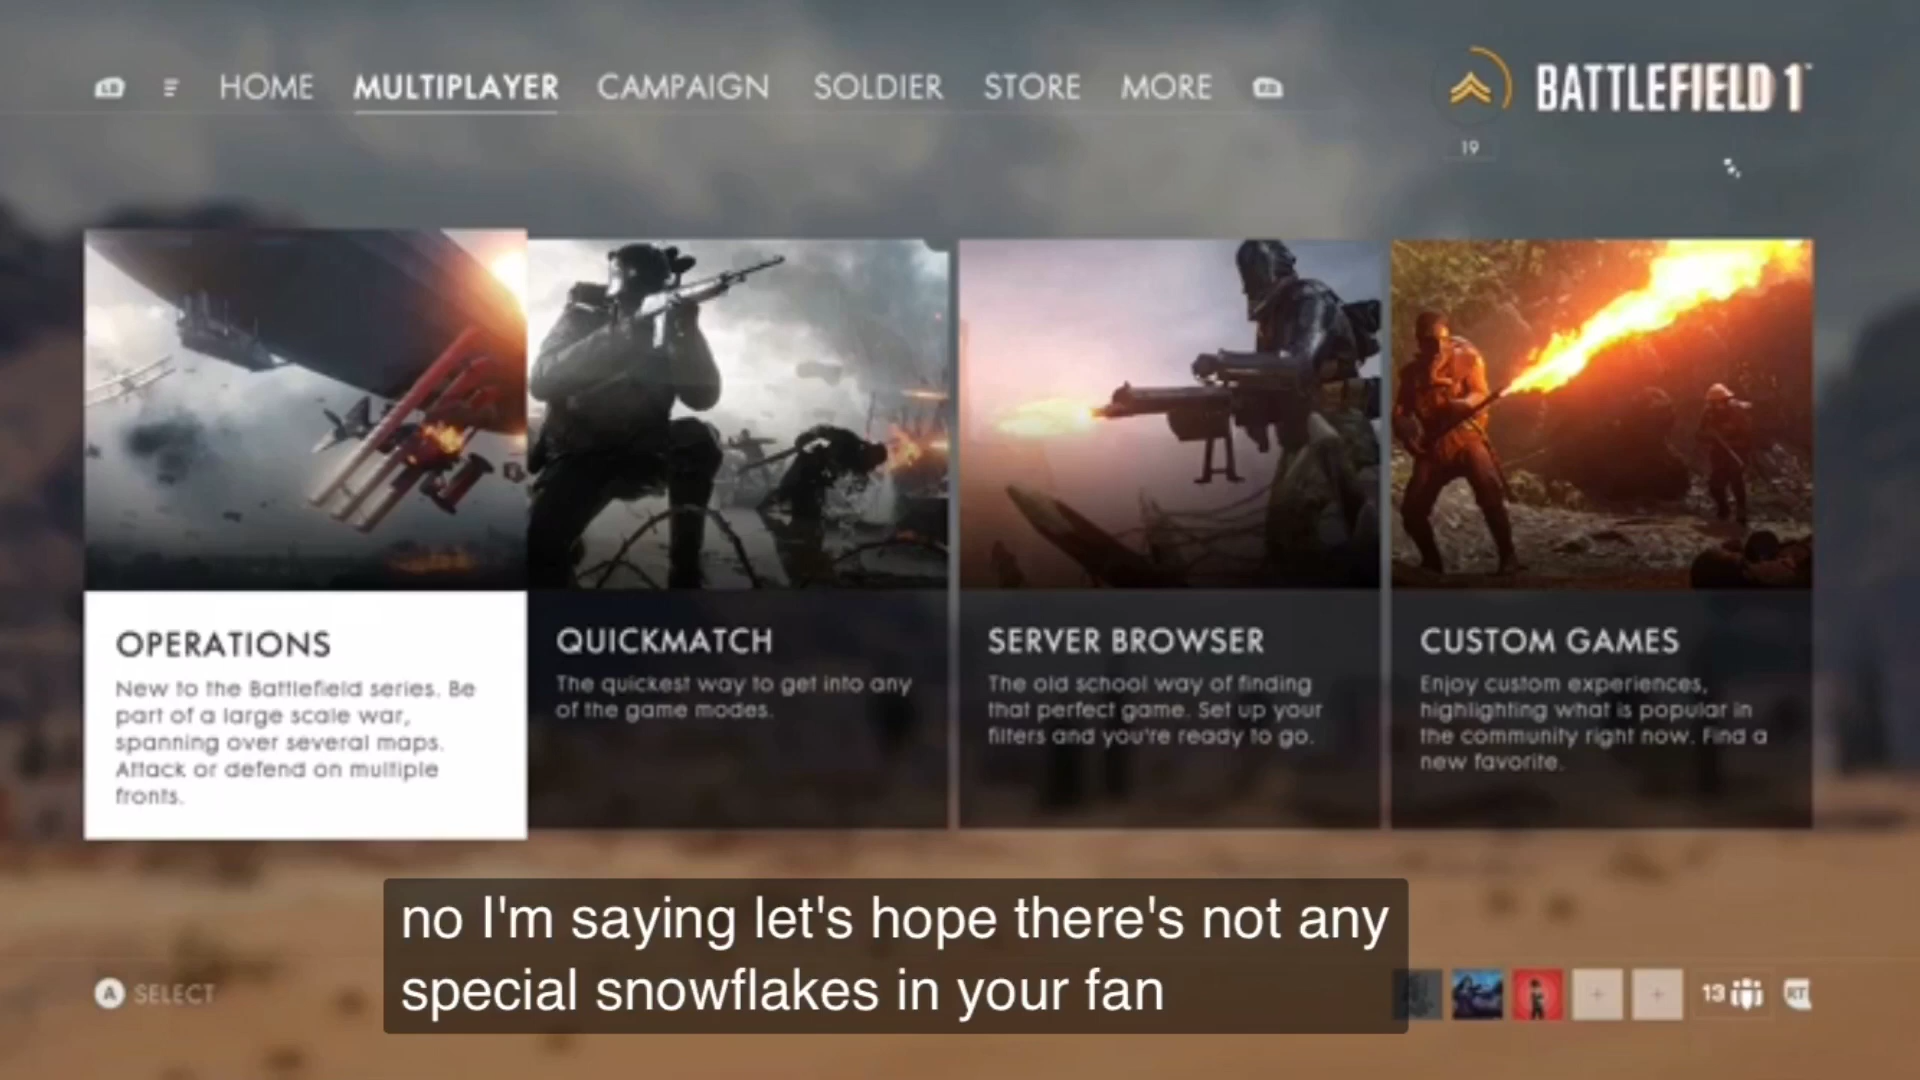 HOME MULTIPLAYER CAMPAIGN SOLDIER STORE MORE
BATTLEFIELD 1
19
OPERATIONS
New to the Battlefield series. Be
part of a large scale war,
spanning over several maps.
Attack or defend on multiple
fronts.
QUICKMATCH
The quickest way to get into any
of the game modes.
SERVER BROWSER
The old school way of finding
that perfect game. Set up your
filters and you're ready to go.
CUSTOM GAMES
Enjoy custom experiences,
highlighting what is popular in
the community right now. Find a
new favorite.
no I'm saying let's hope there's not any
special snowflakes in your fan
A SELECT
13
RT